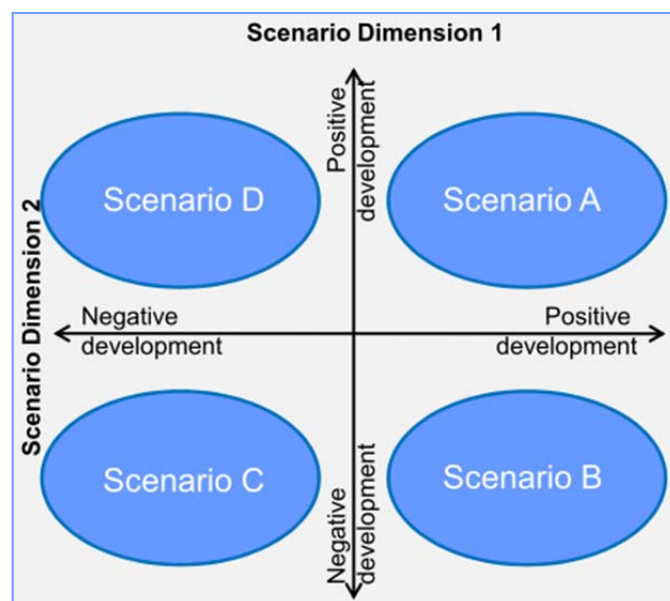 Scenario Dimension 1
Scenario Dimension 2
Positive
development
Scenario D
Scenario A
Negative
development
Positive
development
Scenario C
Scenario B
Negative
development